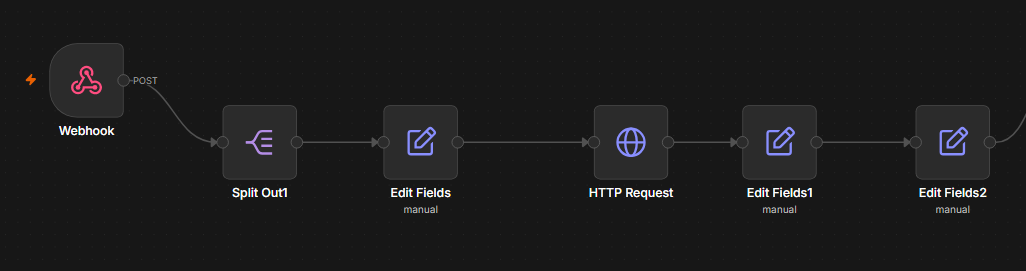 POST
Webhook
Split Out1
Edit Fields
manual
HTTP Request
Edit Fields1
manual
Edit Fields2
manual